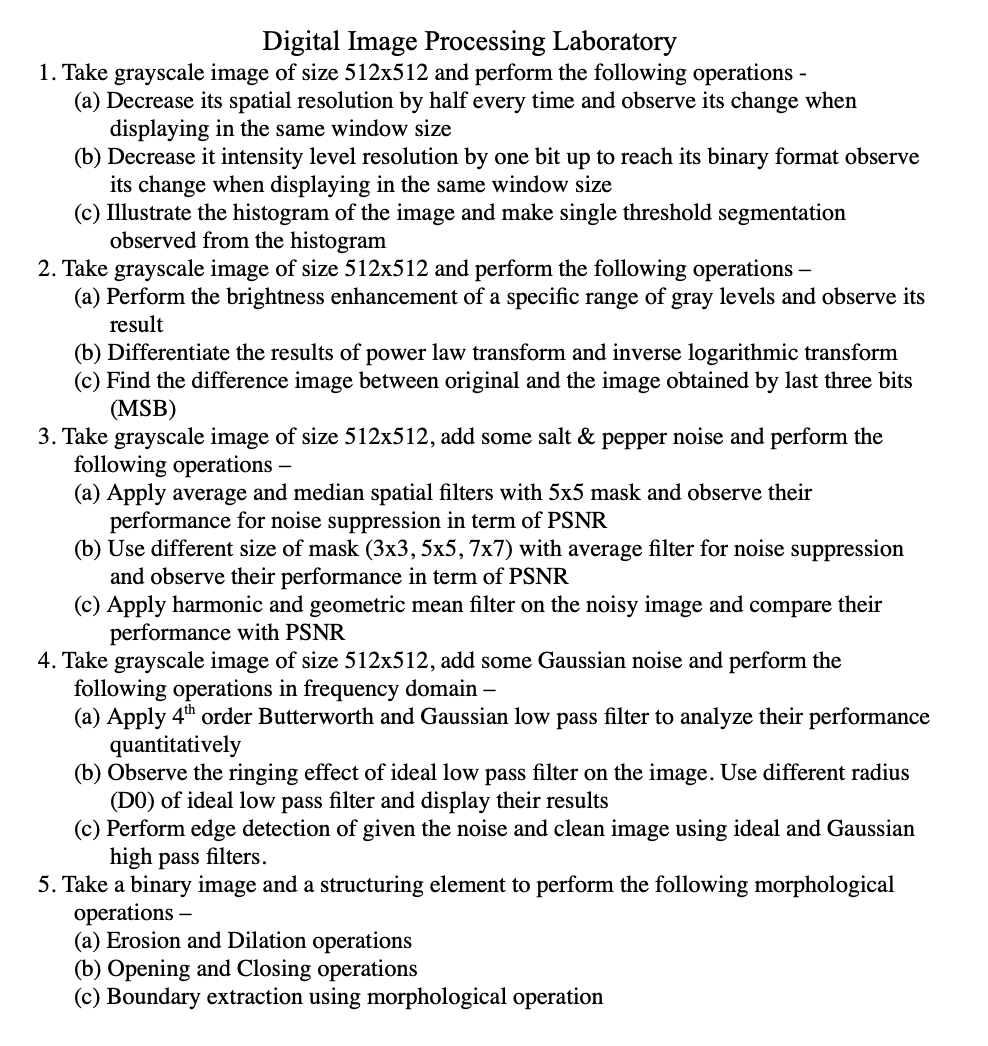 Digital Image Processing Laboratory
1. Take grayscale image of size 512x512 and perform the following operations -
(a) Decrease its spatial resolution by half every time and observe its change when
displaying in the same window size
(b) Decrease it intensity level resolution by one bit up to reach its binary format observe
its change when displaying in the same window size
(c) Illustrate the histogram of the image and make single threshold segmentation
observed from the histogram
2. Take grayscale image of size 512x512 and perform the following operations –
(a) Perform the brightness enhancement of a specific range of gray levels and observe its
result
(b) Differentiate the results of power law transform and inverse logarithmic transform
(c) Find the difference image between original and the image obtained by last three bits
(MSB)
3. Take grayscale image of size 512x512, add some salt & pepper noise and perform the
following operations –
(a) Apply average and median spatial filters with 5x5 mask and observe their
performance for noise suppression in term of PSNR
(b) Use different size of mask (3x3, 5x5, 7x7) with average filter for noise suppression
and observe their performance in term of PSNR
(c) Apply harmonic and geometric mean filter on the noisy image and compare their
performance with PSNR
4. Take grayscale image of size 512x512, add some Gaussian noise and perform the
following operations in frequency domain –
(a) Apply 4th order Butterworth and Gaussian low pass filter to analyze their performance
quantitatively
(b) Observe the ringing effect of ideal low pass filter on the image. Use different radius
(D0) of ideal low pass filter and display their results
(c) Perform edge detection of given the noise and clean image using ideal and Gaussian
high pass filters.
5. Take a binary image and a structuring element to perform the following morphological
operations –
(a) Erosion and Dilation operations
(b) Opening and Closing operations
(c) Boundary extraction using morphological operation